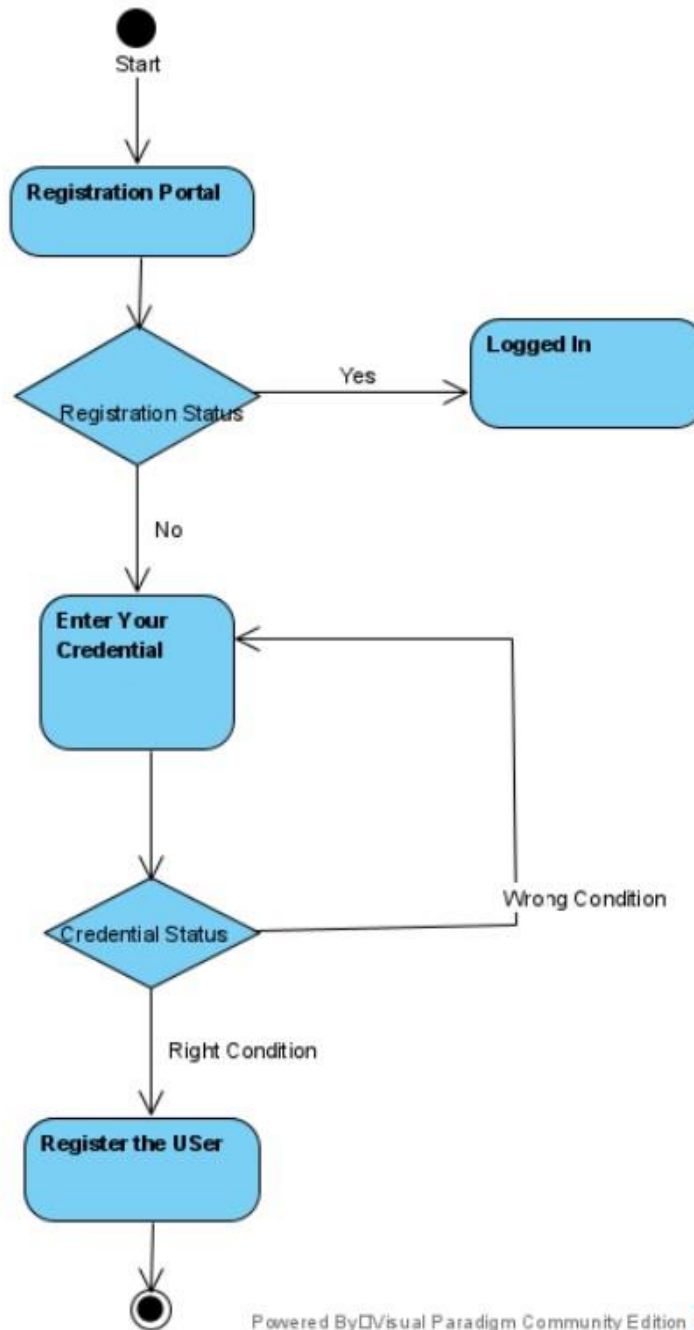 Start
Registration Portal
Logged In
Yes
Registration Status
No
Enter Your
Credential
Wrong Condition
Credential Status
Right Condition
Register the USer
Powered By□Visual Paradigm Community Edition